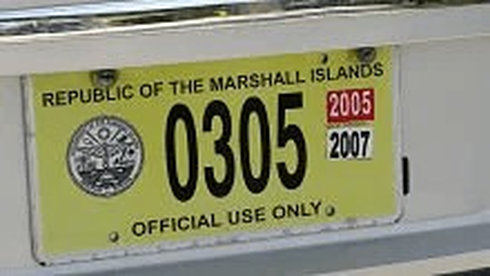 REPUBLIC OF THE MARSHALL ISLANDS
0305
2005
2007
OFFICIAL USE ONLY